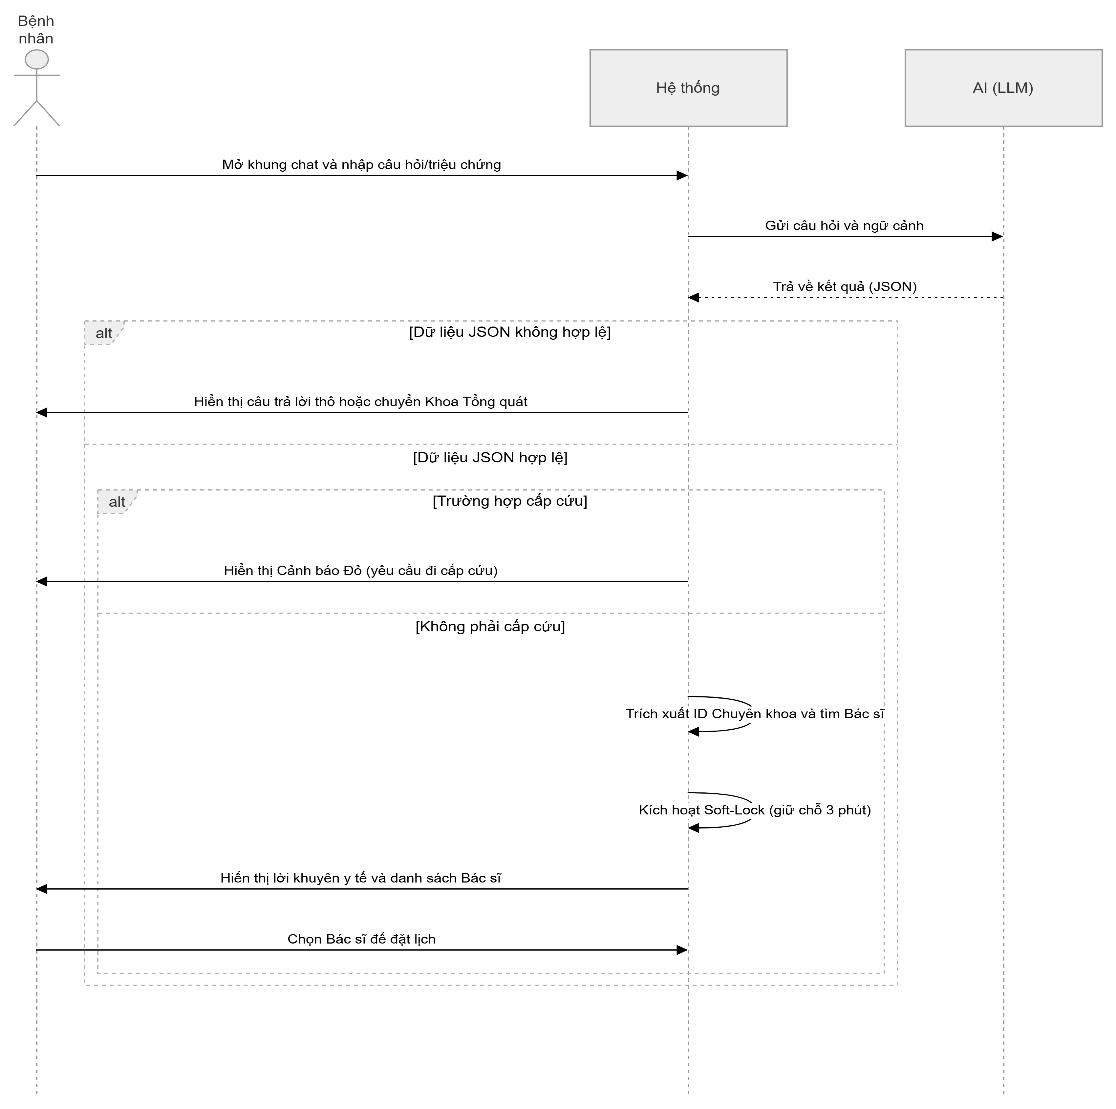 Bệnh
nhân
Hệ thống
AI (LLM)
Mở khung chat và nhập câu hỏi/triệu chứng
Gửi câu hỏi và ngữ cảnh
Trả về kết quả (JSON)
alt
[Dữ liệu JSON không hợp lệ]
Hiển thị câu trả lời thô hoặc chuyển Khoa Tổng quát
[Dữ liệu JSON hợp lệ]
alt
[Trường hợp cấp cứu]
Hiển thị Cảnh báo Đỏ (yêu cầu đi cấp cứu)
[Không phải cấp cứu]
Trích xuất ID Chuyên khoa và tìm Bác sĩ
Kích hoạt Soft-Lock (giữ chỗ 3 phút)
Hiển thị lời khuyên y tế và danh sách Bác sĩ
Chọn Bác sĩ để đặt lịch